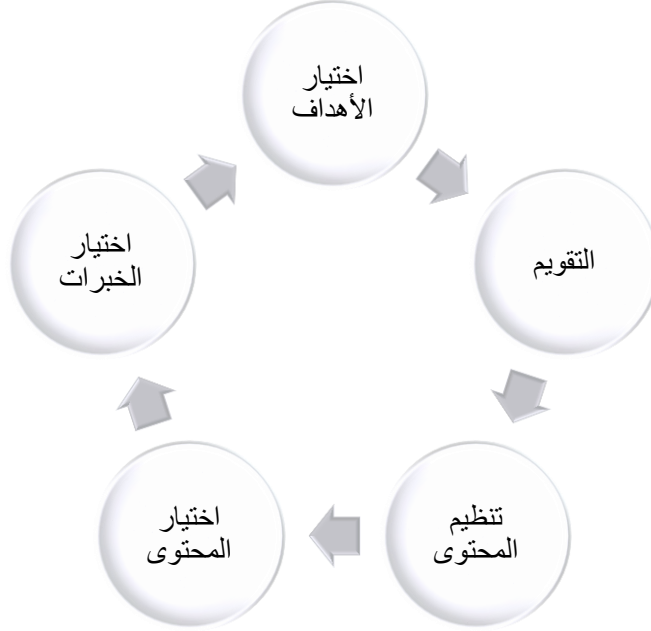 اختيار
الأهداف
التقويم
تنظيم
المحتوى
اختيار
المحتوى
اختيار
الخبرات